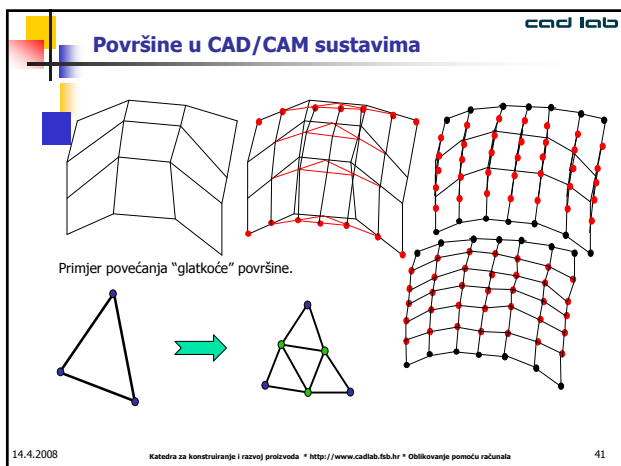 cad lab
Površine u CAD/CAM sustavima
Primjer povećanja “glatkoće” površine.
14.4.2008
Katedra za konstruiranje i razvoj proizvoda * http://www.cadlab.fsb.hr * Oblikovanje pomoću računala
41